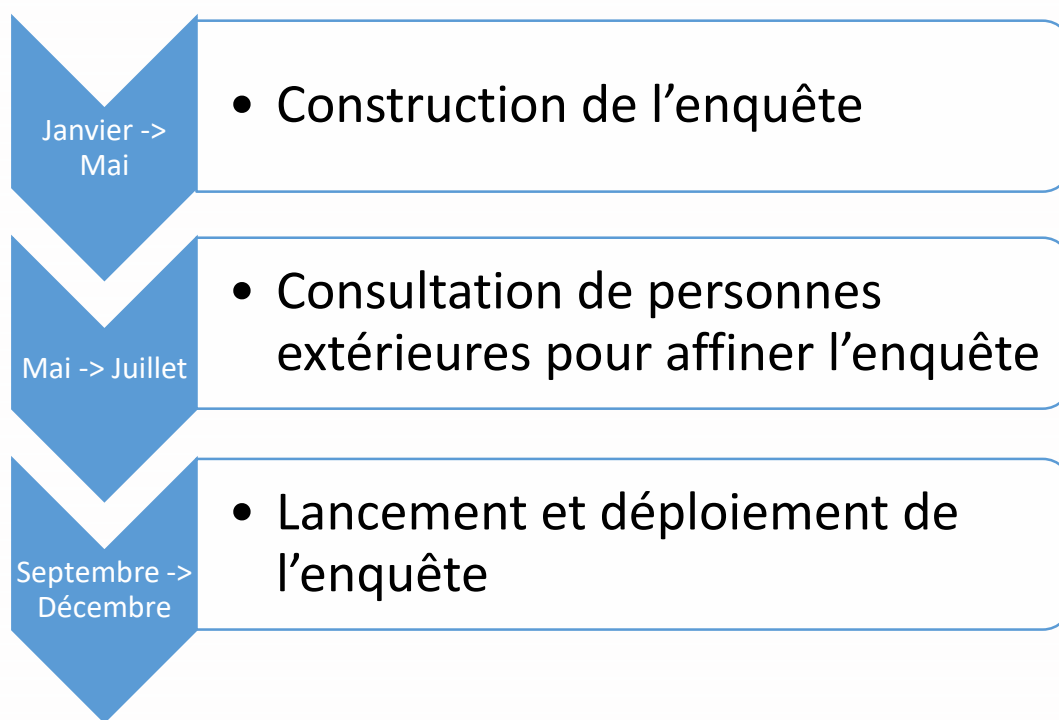 Janvier ->
Mai
• Construction de l’enquête
Mai -> Juillet
• Consultation de personnes
extérieures pour affiner l’enquête
Septembre ->
Décembre
• Lancement et déploiement de
l’enquête